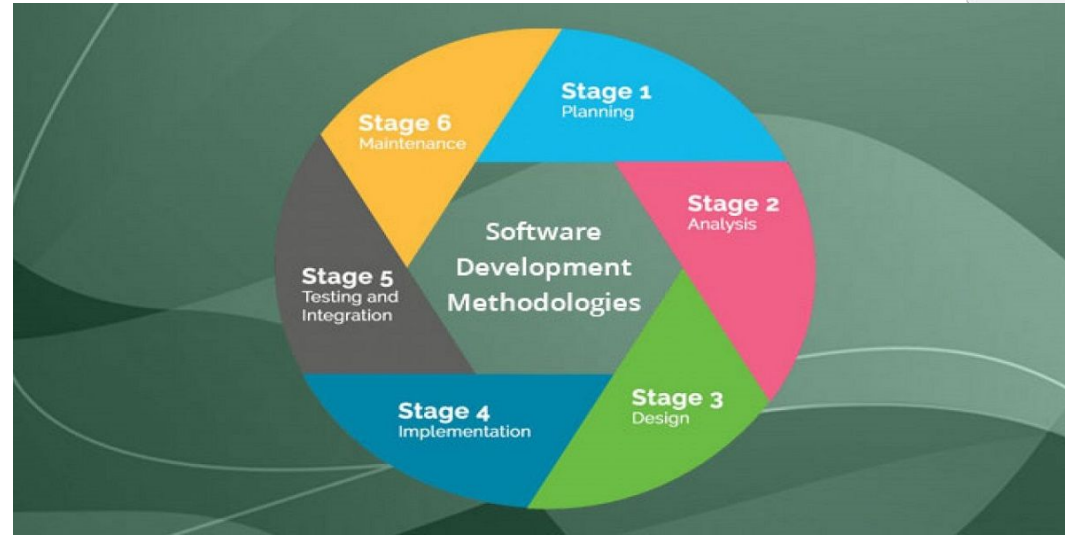 Software
Development
Methodologies
Stage 1
Planning
Stage 2
Analysis
Stage 3
Design
Stage 4
Implementation
Stage 5
Testing and
Integration
Stage 6
Maintenance